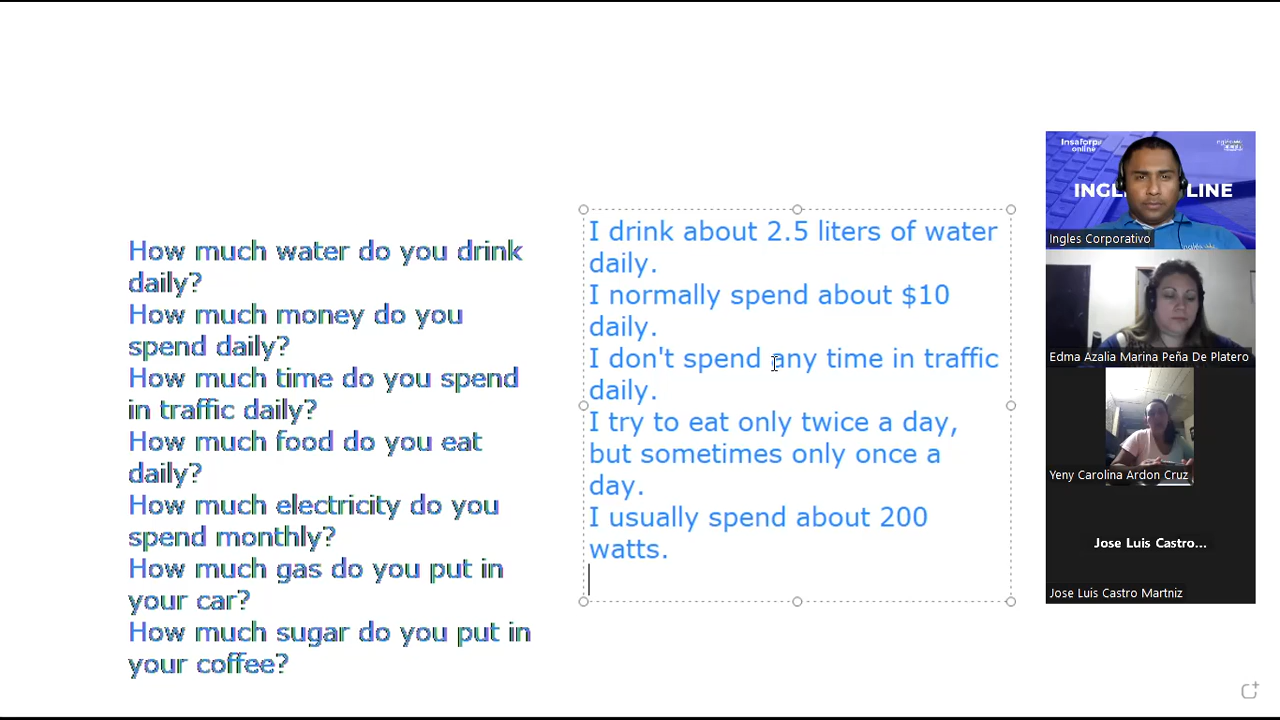 How much water do you drink
daily?
How much money do you
spend daily?
How much time do you spend
in traffic daily?
How much food do you eat
daily?
How much electricity do you
spend monthly?
How much gas do you put in
your car?
How much sugar do you put in
your coffee?
I drink about 2.5 liters of water
daily.
I normally spend about $10
daily.
I don't spend any time in traffic
daily.
I try to eat only twice a day,
but sometimes only once a
day.
I usually spend about 200
watts.
Insaforp
online
INGL LINE
Ingles Corporativo
Edma Azalia Marina Peña De Platero
Yeny Carolina Ardon Cruz
Jose Luis Castro...
Jose Luis Castro Martniz